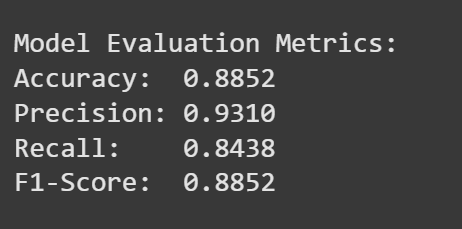 Model Evaluation Metrics:
Accuracy:  0.8852
Precision: 0.9310
Recall:    0.8438
F1-Score:  0.8852